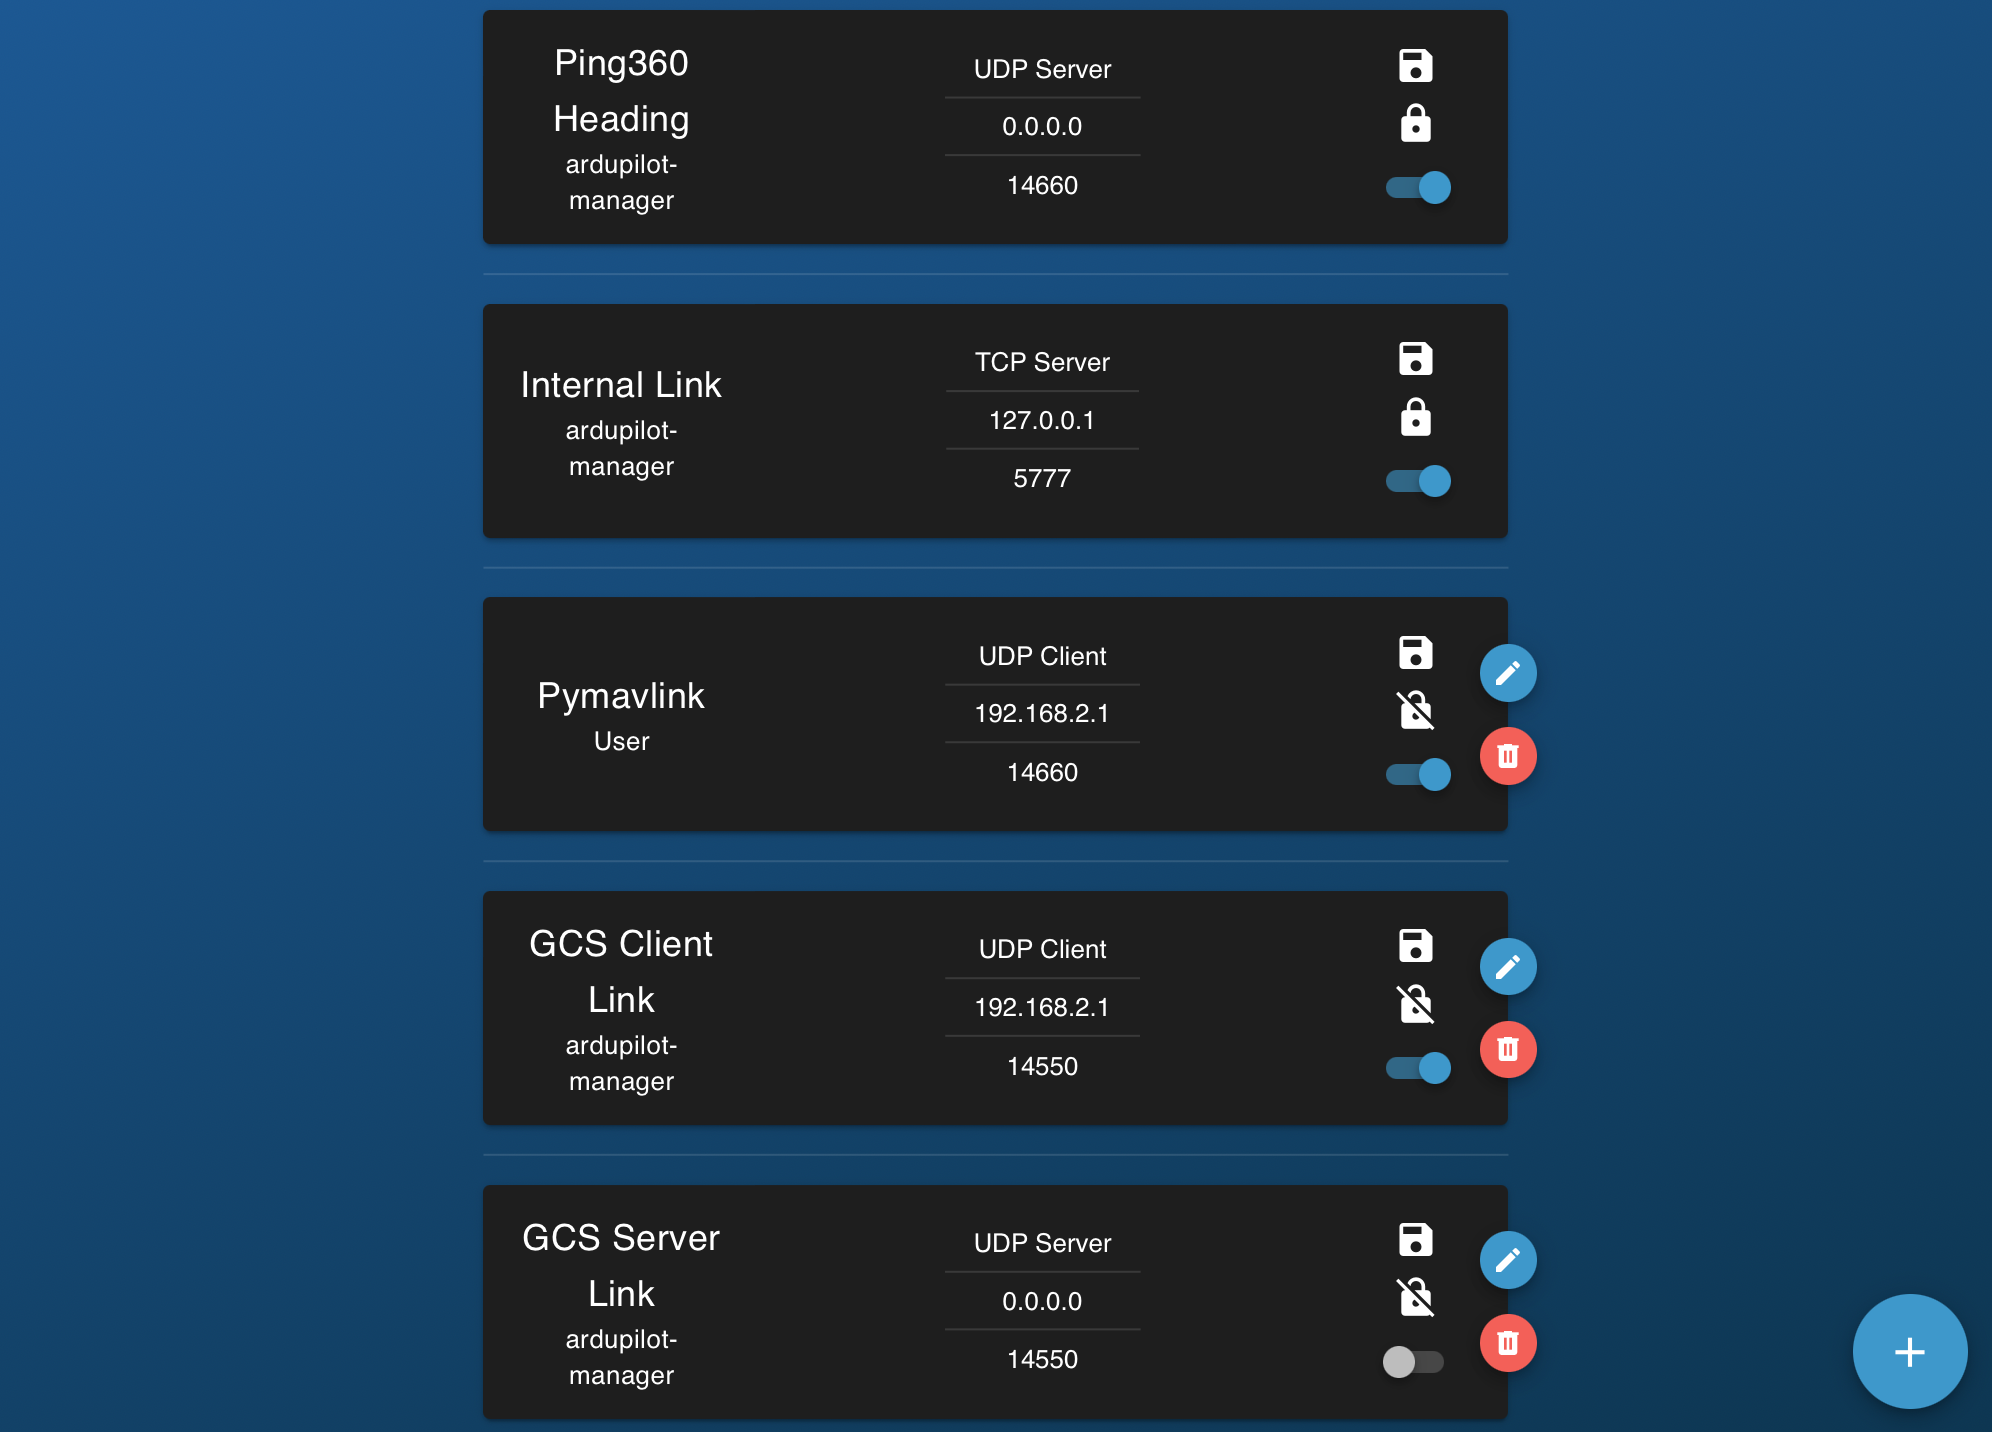 Ping360
Heading
ardupilot-
manager
UDP Server
0.0.0.0
14660
Internal Link
ardupilot-
manager
TCP Server
127.0.0.1
5777
Pymavlink
User
UDP Client
192.168.2.1
14660
GCS Client
Link
ardupilot-
manager
UDP Client
192.168.2.1
14550
GCS Server
Link
ardupilot-
manager
UDP Server
0.0.0.0
14550